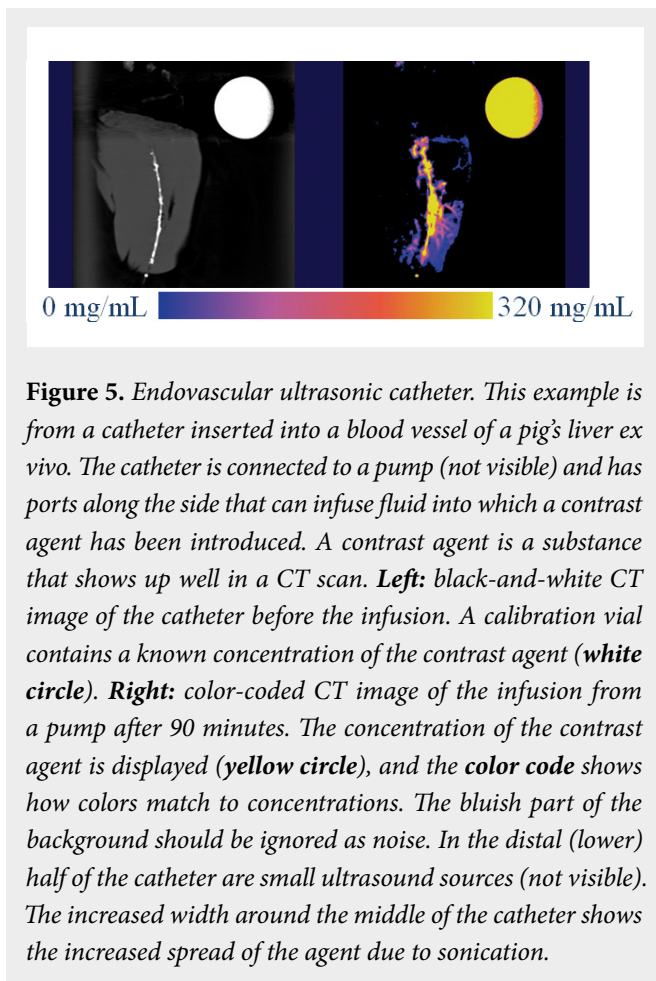 0 mg/mL 320 mg/mL
Figure 5. Endovascular ultrasonic catheter. This example is
from a catheter inserted into a blood vessel of a pig’s liver ex
vivo. The catheter is connected to a pump (not visible) and has
ports along the side that can infuse fluid into which a contrast
agent has been introduced. A contrast agent is a substance
that shows up well in a CT scan. Left: black-and-white CT
image of the catheter before the infusion. A calibration vial
contains a known concentration of the contrast agent (white
circle). Right: color-coded CT image of the infusion from
a pump after 90 minutes. The concentration of the contrast
agent is displayed (yellow circle), and the color code shows
how colors match to concentrations. The bluish part of the
background should be ignored as noise. In the distal (lower)
half of the catheter are small ultrasound sources (not visible).
The increased width around the middle of the catheter shows
the increased spread of the agent due to sonication.